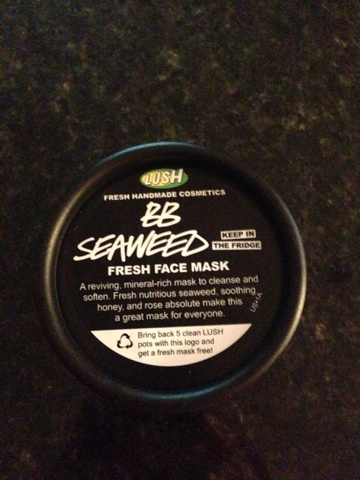 LUSH
FRESH HANDMADE COSMETICS
BB
SEAWEED
KEEP IN
THE FRIDGE
FRESH FACE MASK
A reviving, mineral-rich mask to cleanse and
soften. Fresh nutritious seaweed, soothing
honey, and rose absolute make this
a great mask for everyone.
Bring back 5 clean LUSH
pots with this logo and
get a fresh mask free!